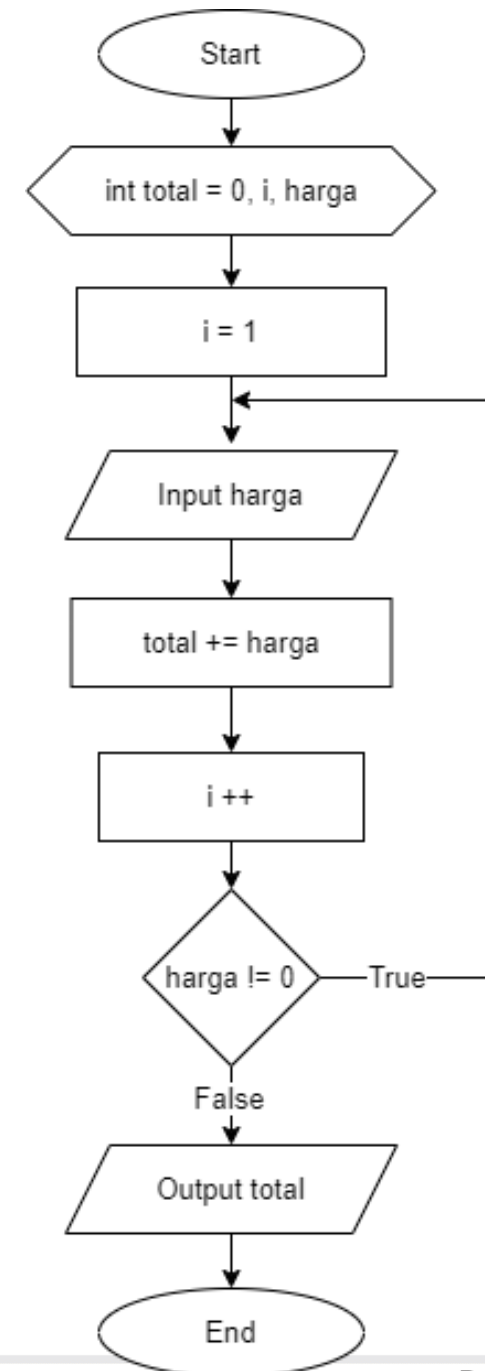 Start
int total = 0, i, harga
i = 1
Input harga
total += harga
i ++
harga != 0
True
False
Output total
End